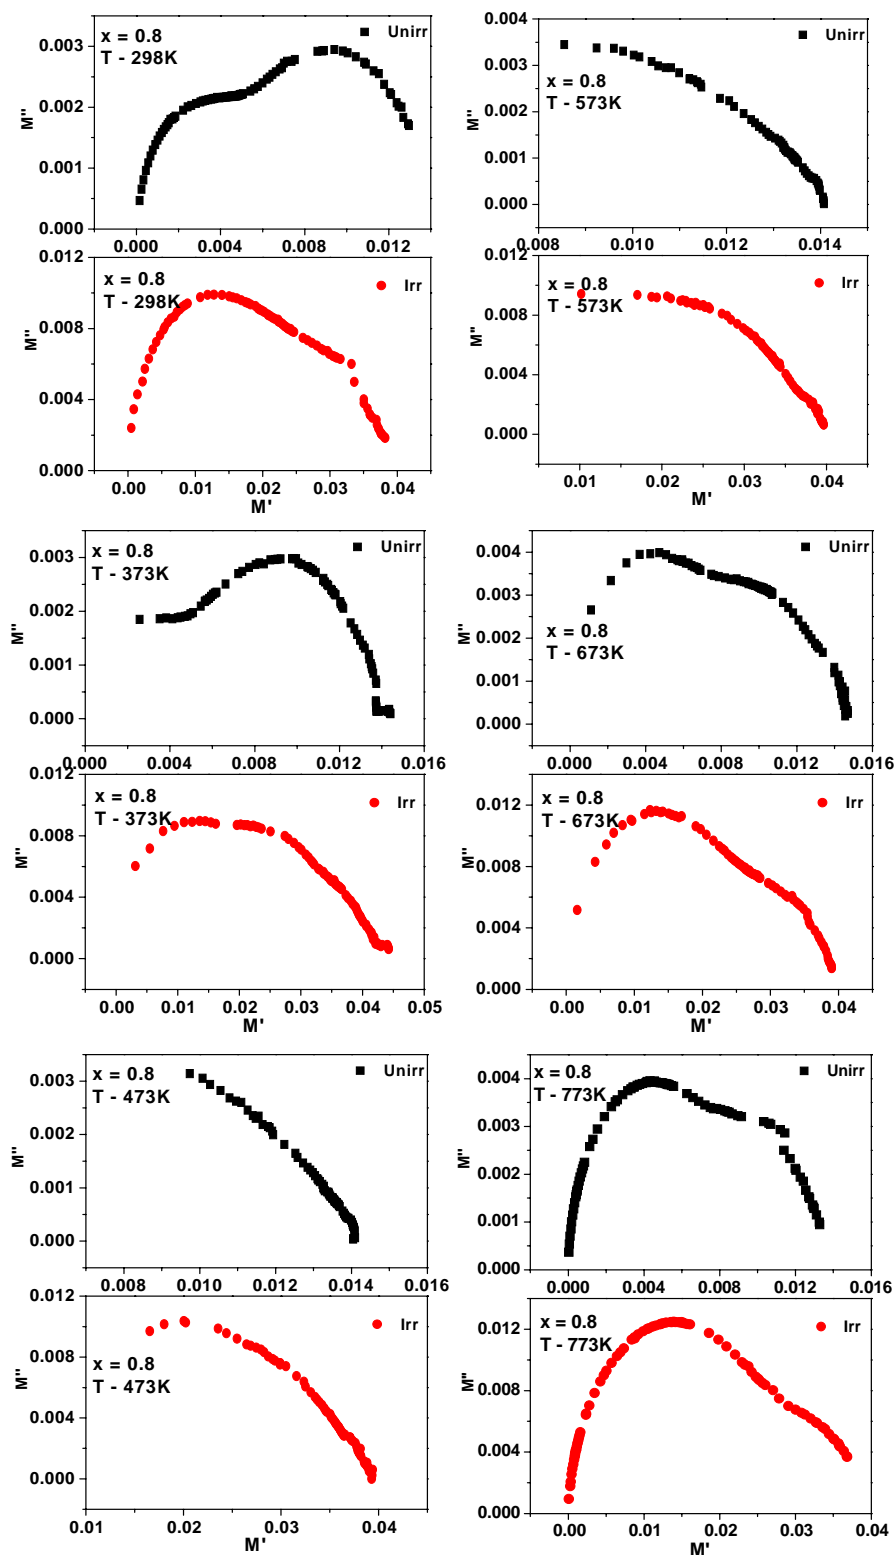 x = 0.8
T - 298K
Unirr
M''
0.003
0.002
0.001
0.000
0.000
0.004
0.008
0.012
x = 0.8
T - 298K
Irr
M''
0.012
0.008
0.004
0.000
0.00
0.01
0.02
0.03
0.04
M'
x = 0.8
T - 573K
Unirr
M''
0.004
0.003
0.002
0.001
0.000
0.008
0.010
0.012
0.014
x = 0.8
T - 573K
Irr
M''
0.012
0.008
0.004
0.000
0.01
0.02
0.03
0.04
M'
x = 0.8
T - 373K
Unirr
M''
0.003
0.002
0.001
0.000
0.000
0.004
0.008
0.012
0.016
x = 0.8
T - 373K
Irr
M''
0.012
0.008
0.004
0.000
0.00
0.01
0.02
0.03
0.04
0.05
M'
x = 0.8
T - 673K
Unirr
M''
0.004
0.003
0.002
0.001
0.000
0.000
0.004
0.008
0.012
0.016
x = 0.8
T - 673K
Irr
M''
0.012
0.008
0.004
0.000
0.00
0.01
0.02
0.03
0.04
M'
x = 0.8
T - 473K
Unirr
M''
0.003
0.002
0.001
0.000
0.008
0.010
0.012
0.014
0.016
x = 0.8
T - 473K
Irr
M''
0.012
0.008
0.004
0.000
0.01
0.02
0.03
0.04
M'
x = 0.8
T - 773K
Unirr
M''
0.004
0.003
0.002
0.001
0.000
0.000
0.004
0.008
0.012
0.016
x = 0.8
T - 773K
Irr
M''
0.012
0.008
0.004
0.000
0.00
0.01
0.02
0.03
0.04
M'